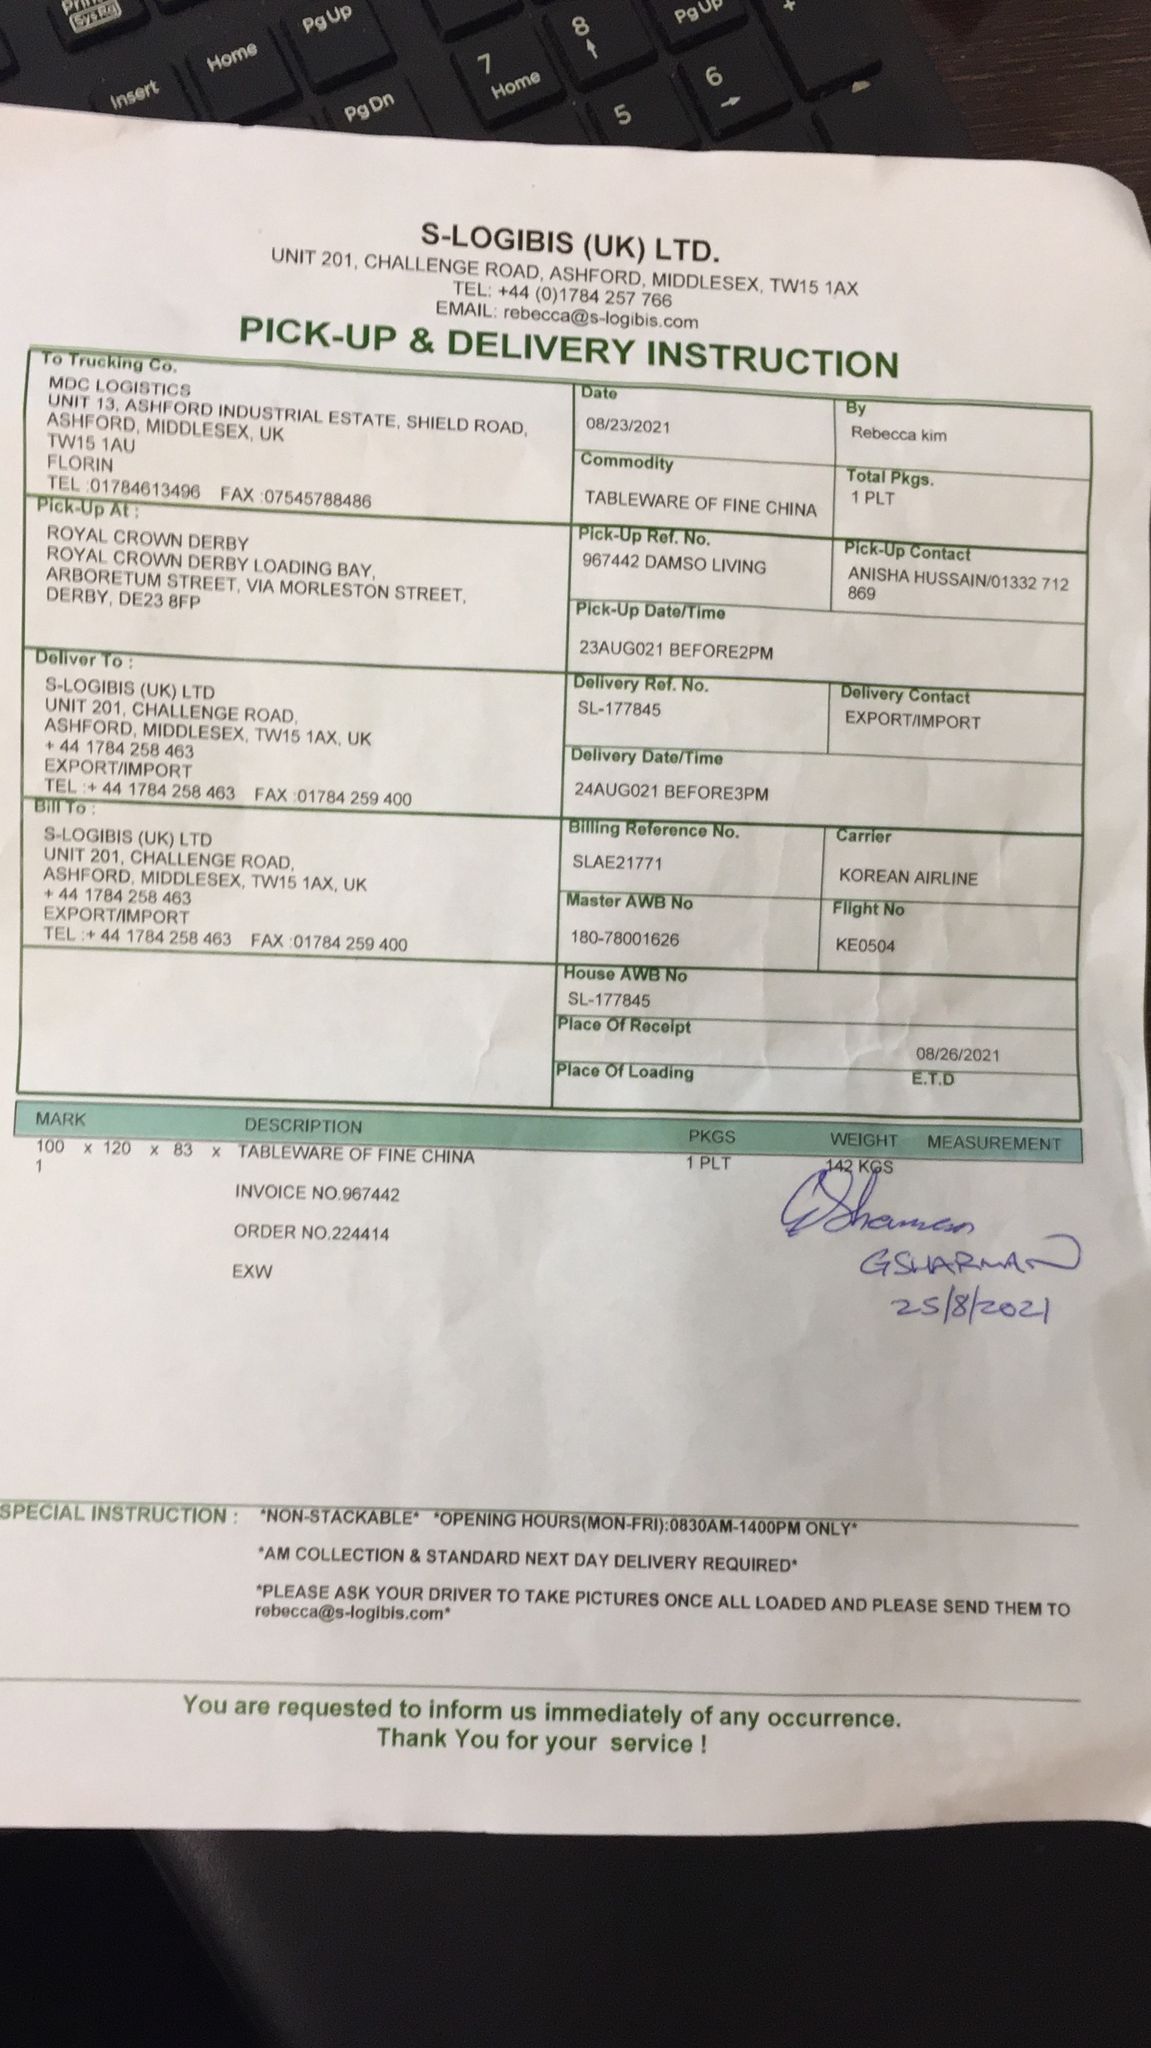 Prin
SysRq
Insert
Home
PgUp
PgDn
7
Home
8
5
6
PgUp
+
S-LOGIBIS (UK) LTD.
UNIT 201, CHALLENGE ROAD, ASHFORD, MIDDLESEX, TW15 1AX
TEL: +44 (0)1784 257 766
EMAIL: rebecca@s-logibis.com
PICK-UP & DELIVERY INSTRUCTION
To Trucking Co.
MDC LOGISTICS
UNIT 13, ASHFORD INDUSTRIAL ESTATE, SHIELD ROAD,
ASHFORD, MIDDLESEX, UK
TW15 1AU
FLORIN
TEL :01784613496 FAX :07545788486
Date
08/23/2021
By
Rebecca kim
Commodity
TABLEWARE OF FINE CHINA
Total Pkgs.
1 PLT
Pick-Up At :
ROYAL CROWN DERBY
ROYAL CROWN DERBY LOADING BAY,
ARBORETUM STREET, VIA MORLESTON STREET,
DERBY, DE23 8FP
Pick-Up Ref. No.
967442 DAMSO LIVING
Pick-Up Contact
ANISHA HUSSAIN/01332 712
869
Pick-Up Date/Time
23AUG021 BEFORE2PM
Deliver To :
S-LOGIBIS (UK) LTD
UNIT 201, CHALLENGE ROAD,
ASHFORD, MIDDLESEX, TW15 1AX, UK
+ 44 1784 258 463
EXPORT/IMPORT
TEL :+ 44 1784 258 463 FAX :01784 259 400
Delivery Ref. No.
SL-177845
Delivery Contact
EXPORT/IMPORT
Delivery Date/Time
24AUG021 BEFORE3PM
Bill To :
S-LOGIBIS (UK) LTD
UNIT 201, CHALLENGE ROAD,
ASHFORD, MIDDLESEX, TW15 1AX, UK
+ 44 1784 258 463
EXPORT/IMPORT
TEL :+ 44 1784 258 463 FAX :01784 259 400
Billing Reference No.
SLAE21771
Carrier
KOREAN AIRLINE
Master AWB No
180-78001626
Flight No
KE0504
House AWB No
SL-177845
Place Of Receipt
08/26/2021
Place Of Loading E.T.D
MARK DESCRIPTION PKGS WEIGHT MEASUREMENT
100 x 120 x 83 x TABLEWARE OF FINE CHINA 1 PLT 142 KGS
1
INVOICE NO.967442
ORDER NO.224414
EXW
GSharman
GSHARMAN
25/8/2021
SPECIAL INSTRUCTION : *NON-STACKABLE* *OPENING HOURS(MON-FRI):0830AM-1400PM ONLY*
*AM COLLECTION & STANDARD NEXT DAY DELIVERY REQUIRED*
*PLEASE ASK YOUR DRIVER TO TAKE PICTURES ONCE ALL LOADED AND PLEASE SEND THEM TO
rebecca@s-logibis.com*
You are requested to inform us immediately of any occurrence.
Thank You for your service !